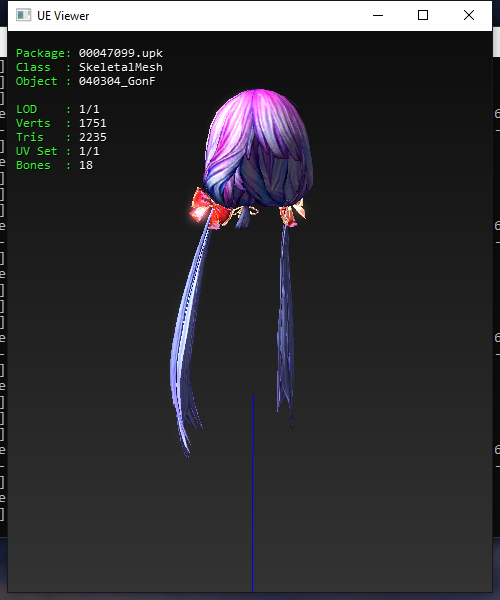 UE Viewer
Package: 00047099.upk
Class : SkeletalMesh
Object : 040304_GonF
LOD : 1/1
Verts : 1751
Tris : 2235
UV Set : 1/1
Bones : 18